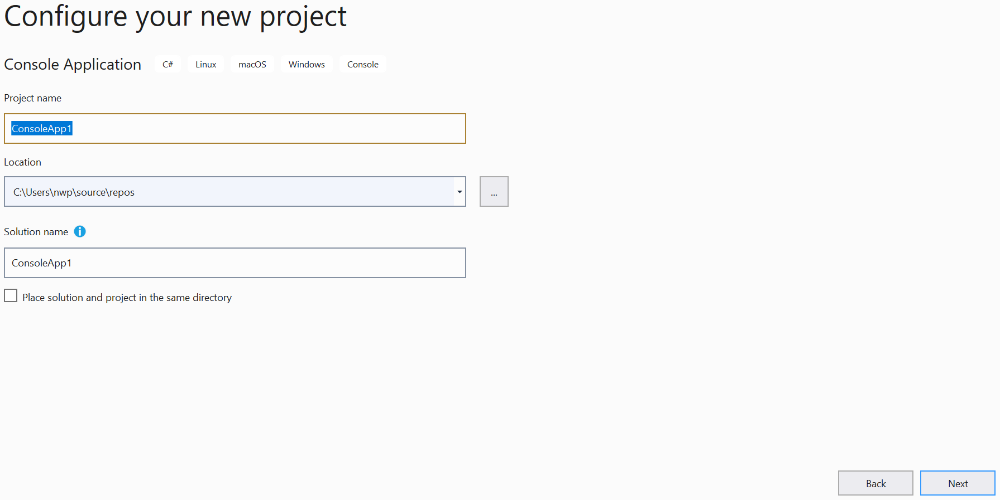 Configure your new project
Console Application C# Linux macOS Windows Console
Project name
ConsoleApp1
Location
C:\Users\nwp\source\repos
...
Solution name
ConsoleApp1
Place solution and project in the same directory
Back Next